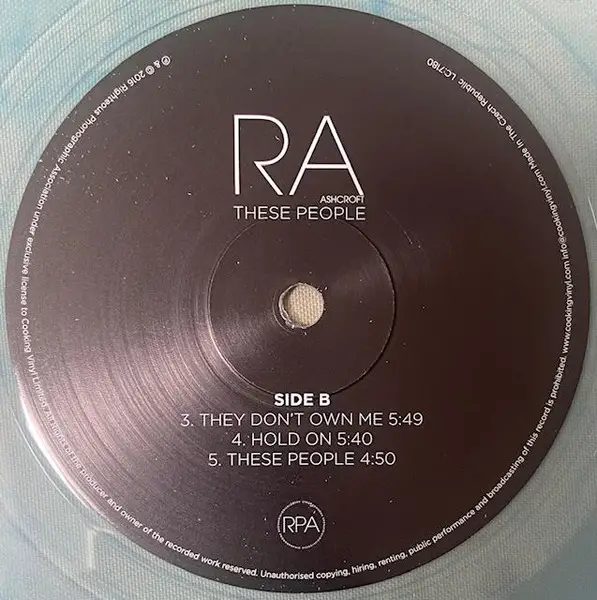 RA
ASHCROFT
THESE PEOPLE
SIDE B
3. THEY DON'T OWN ME 5:49
4. HOLD ON 5:40
5. THESE PEOPLE 4:50
RPA
℗ & © 2016 Righteous Phonographic Association under exclusive license to Cooking Vinyl Limited. All rights of the producer and owner of the recorded work reserved. Unauthorised copying, hiring, renting, public performance and broadcasting of this record is prohibited. www.cookingvinyl.com info@cookingvinyl.com Made In The Czech Republic LC:7180